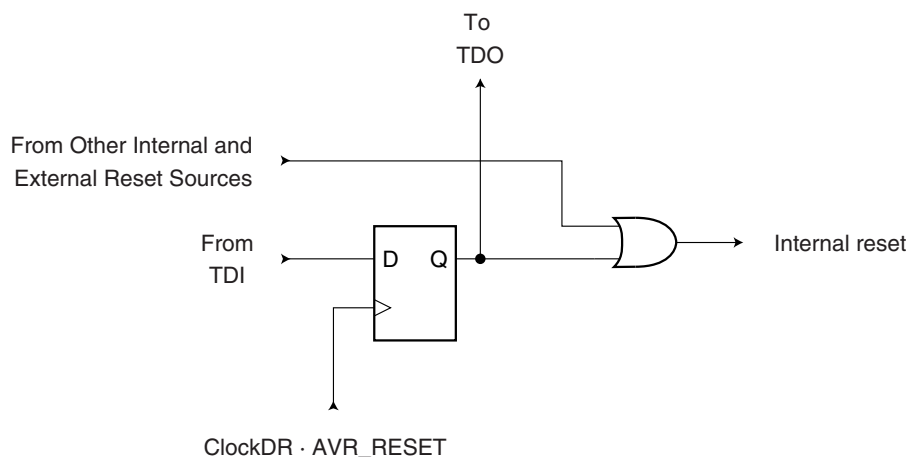 To
TDO
From Other Internal and
External Reset Sources
From
TDI
D Q
Internal reset
ClockDR · AVR_RESET